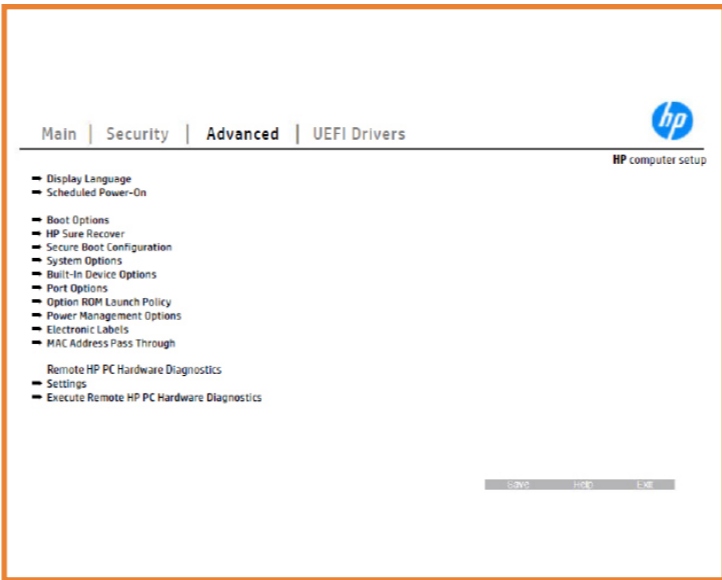 hp
Main | Security | Advanced | UEFI Drivers
HP computer setup
Display Language
Scheduled Power-On
Boot Options
HP Sure Recover
Secure Boot Configuration
System Options
Built-In Device Options
Port Options
Option ROM Launch Policy
Power Management Options
Electronic Labels
MAC Address Pass Through
Remote HP PC Hardware Diagnostics
Settings
Execute Remote HP PC Hardware Diagnostics
Save Help Exit